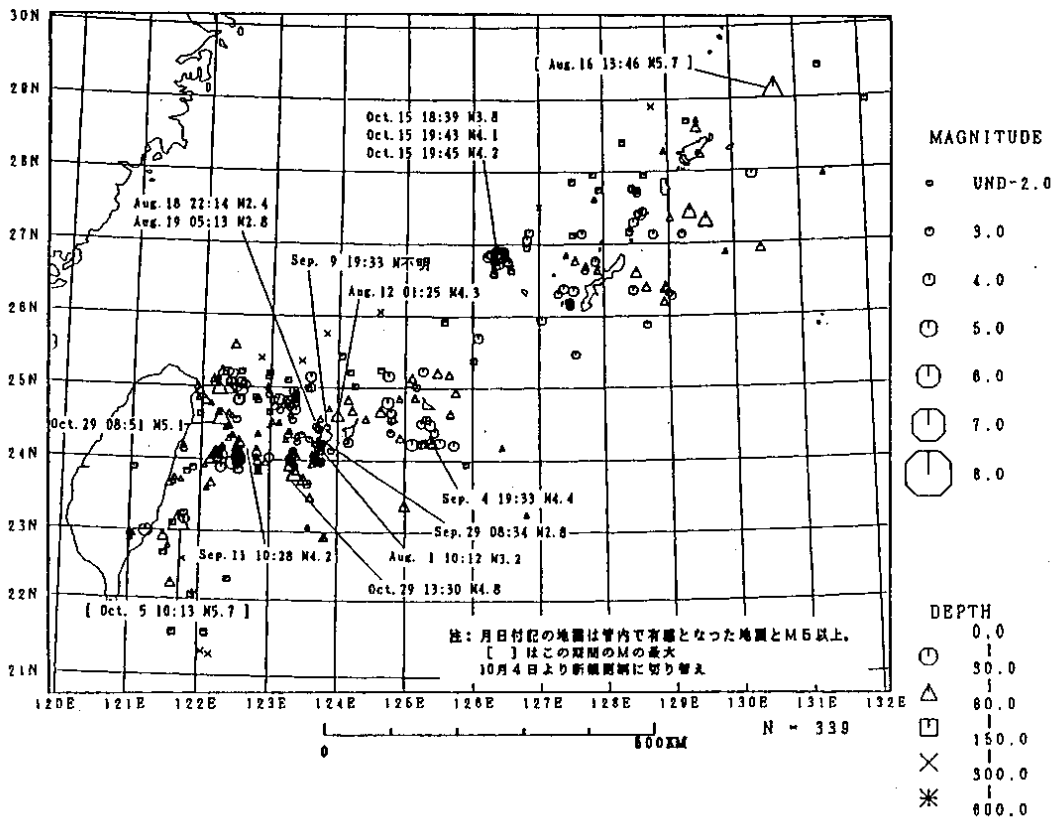 30N
29N
28N
27N
26N
25N
24N
23N
22N
21N
120E 121E 122E 123E 124E 125E 126E 127E 128E 129E 130E 131E 132E
[ Aug.16 13:46 M5.7 ]
Oct.15 18:39 M3.8
Oct.15 19:43 M4.1
Oct.15 19:45 M4.2
Aug.18 22:14 M2.4
Aug.19 05:13 M2.8
Sep. 9 19:33 M不明
Aug.12 01:25 M4.3
Oct.29 08:51 M5.1
Sep. 4 19:33 M4.4
Sep.29 08:34 M2.8
Sep.11 10:28 M4.2
Aug. 1 10:12 M3.2
Oct.29 13:30 M4.8
[ Oct. 5 10:13 M5.7 ]
注: 月日付記の地震は管内で有感となった地震とM5以上。
[ ] はこの期間のMの最大
10月4日より新観測網に切り替え
N = 339
0 500KM
MAGNITUDE
UND-2.0
3.0
4.0
5.0
6.0
7.0
8.0
DEPTH
0.0
30.0
80.0
150.0
300.0
600.0